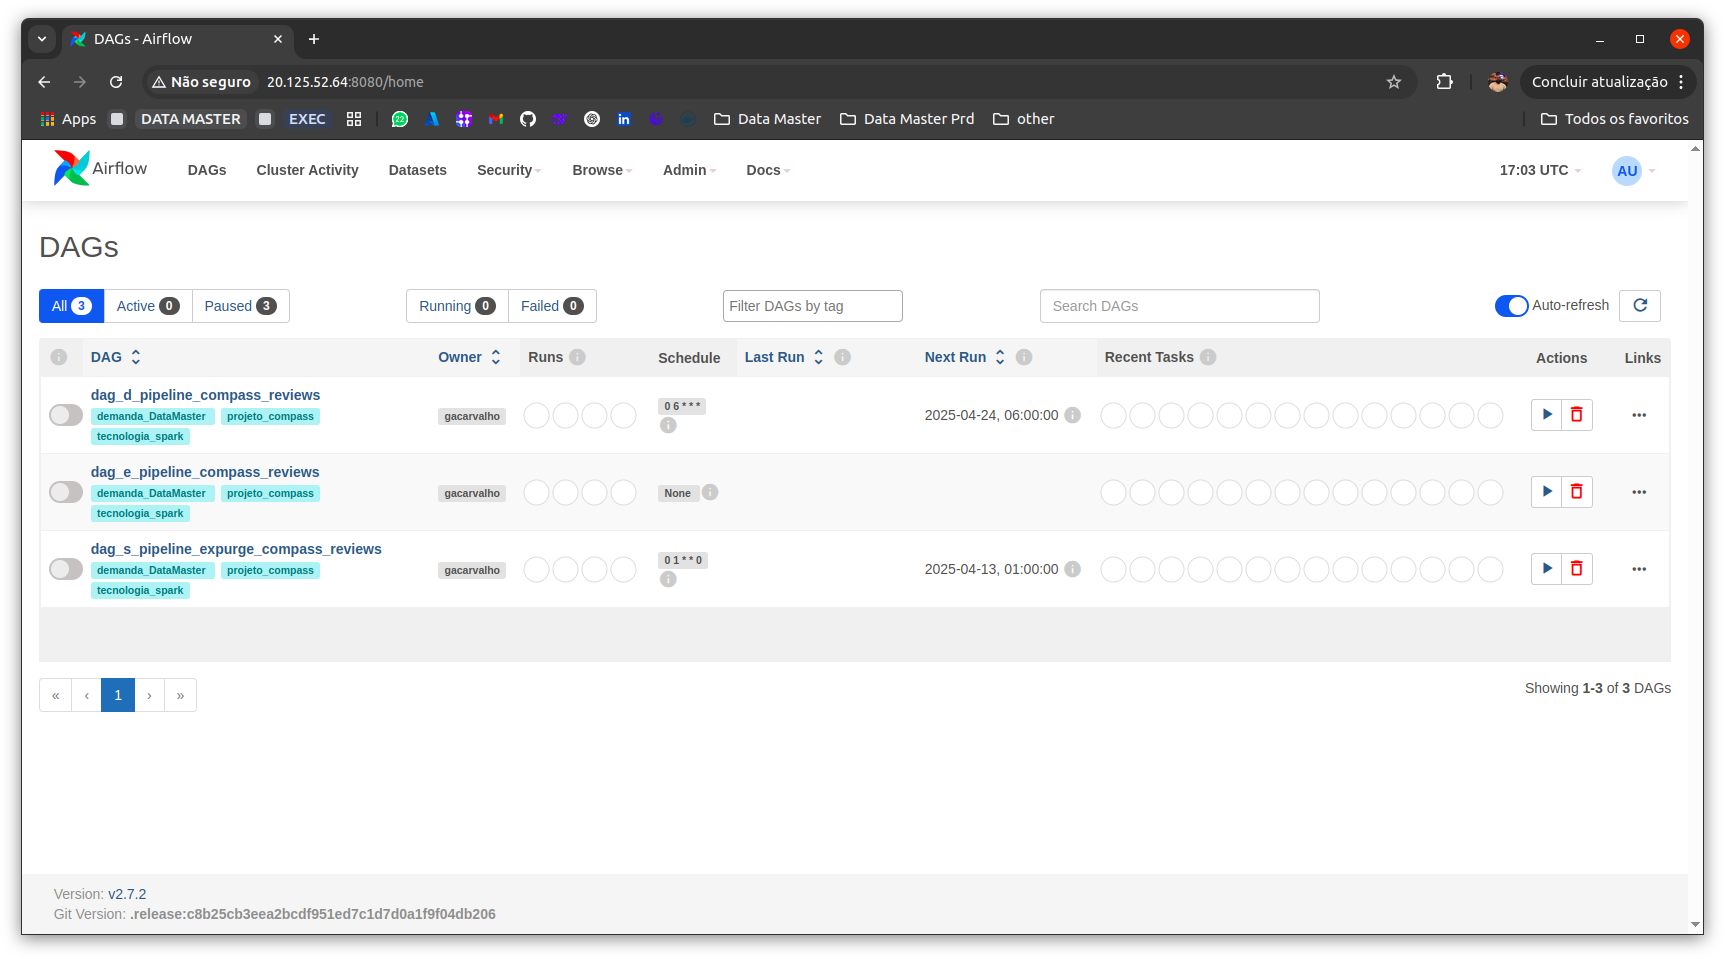 DAGs - Airflow
Não seguro 20.125.52.64:8080/home Concluir atualização
Apps DATA MASTER EXEC 22 in Data Master Data Master Prd other Todos os favoritos
Airflow DAGs Cluster Activity Datasets Security Browse Admin Docs 17:03 UTC AU
DAGs
All 3 Active 0 Paused 3 Running 0 Failed 0 Filter DAGs by tag Search DAGs Auto-refresh
DAG Owner Runs Schedule Last Run Next Run Recent Tasks Actions Links
dag_d_pipeline_compass_reviews
demanda_DataMaster projeto_compass
tecnologia_spark
gacarvalho 0 6 * * * 2025-04-24, 06:00:00
dag_e_pipeline_compass_reviews
demanda_DataMaster projeto_compass
tecnologia_spark
gacarvalho None
dag_s_pipeline_expurge_compass_reviews
demanda_DataMaster projeto_compass
tecnologia_spark
gacarvalho 0 1 * * 0 2025-04-13, 01:00:00
« ‹ 1 › »
Showing 1-3 of 3 DAGs
Version: v2.7.2
Git Version: .release:c8b25cb3eea2bcdf951ed7c1d7d0a1f9f04db206